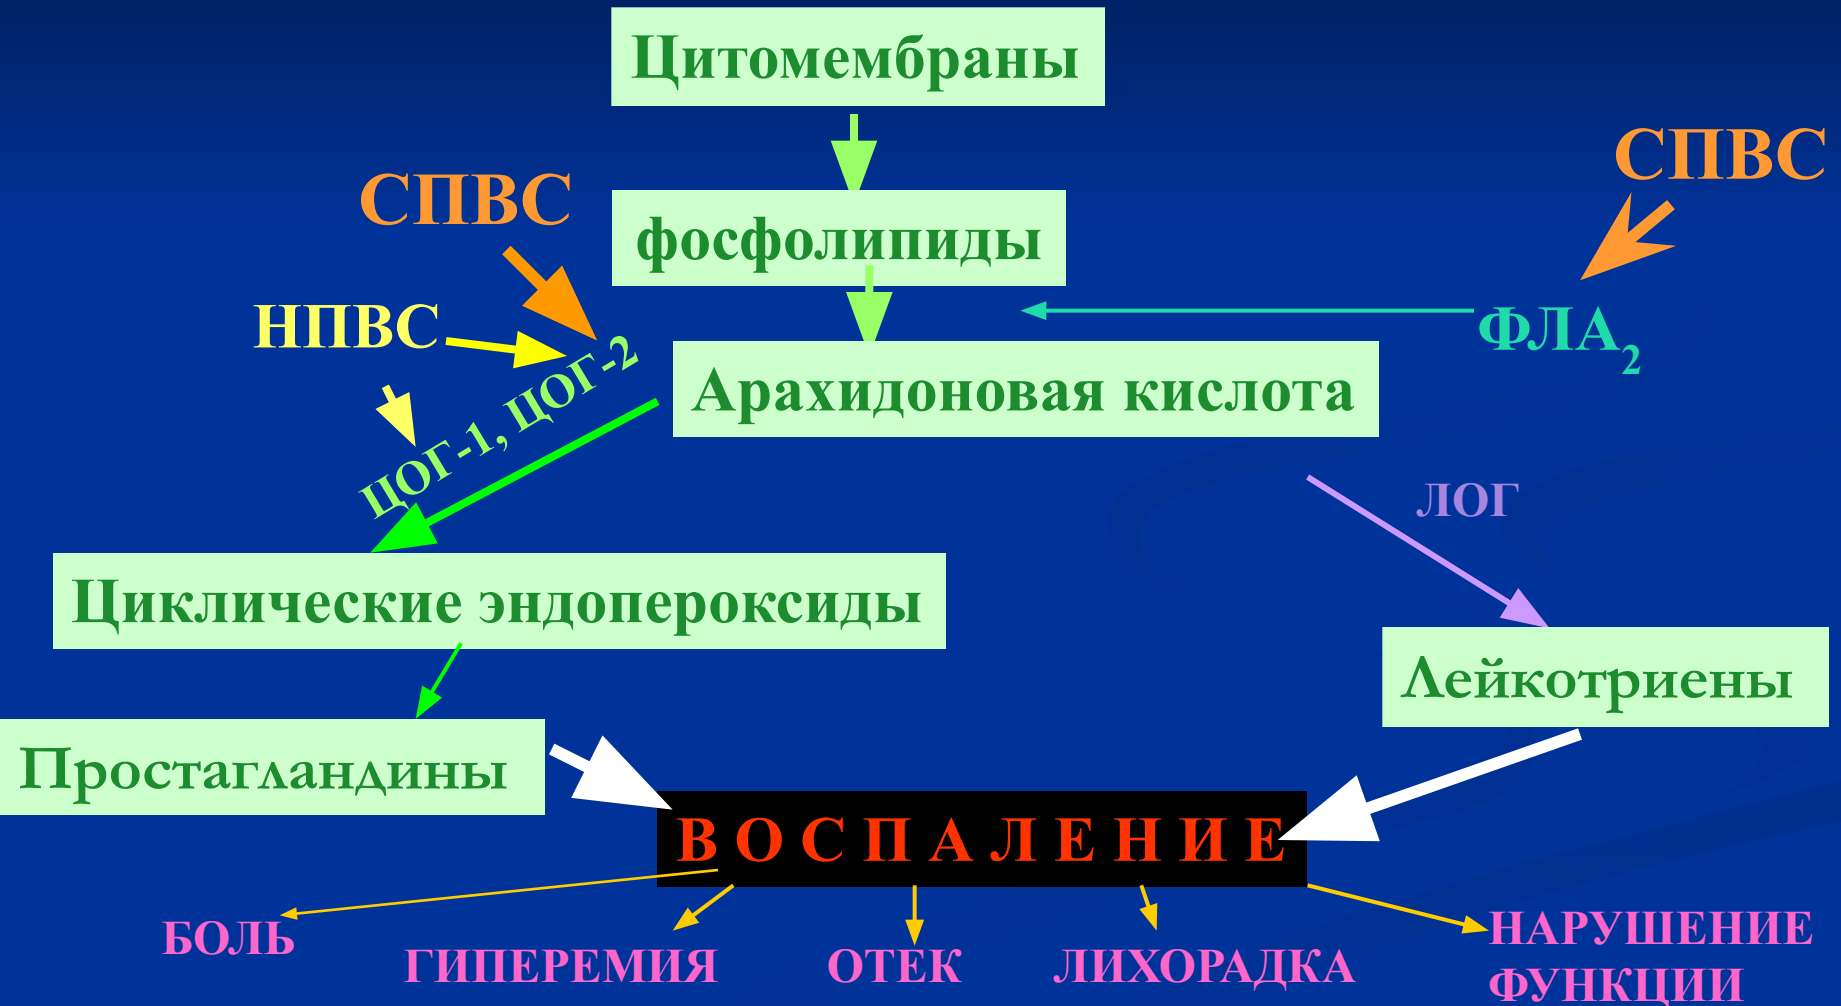 Цитомембраны
СПВС
СПВС
фосфолипиды
НПВС
ФЛА2
ЦОГ-1, ЦОГ-2
Арахидоновая кислота
ЛОГ
Циклические эндопероксиды
Лейкотриены
Простагландины
В О С П А Л Е Н И Е
БОЛЬ
ГИПЕРЕМИЯ
ОТЕК
ЛИХОРАДКА
НАРУШЕНИЕ
ФУНКЦИИ